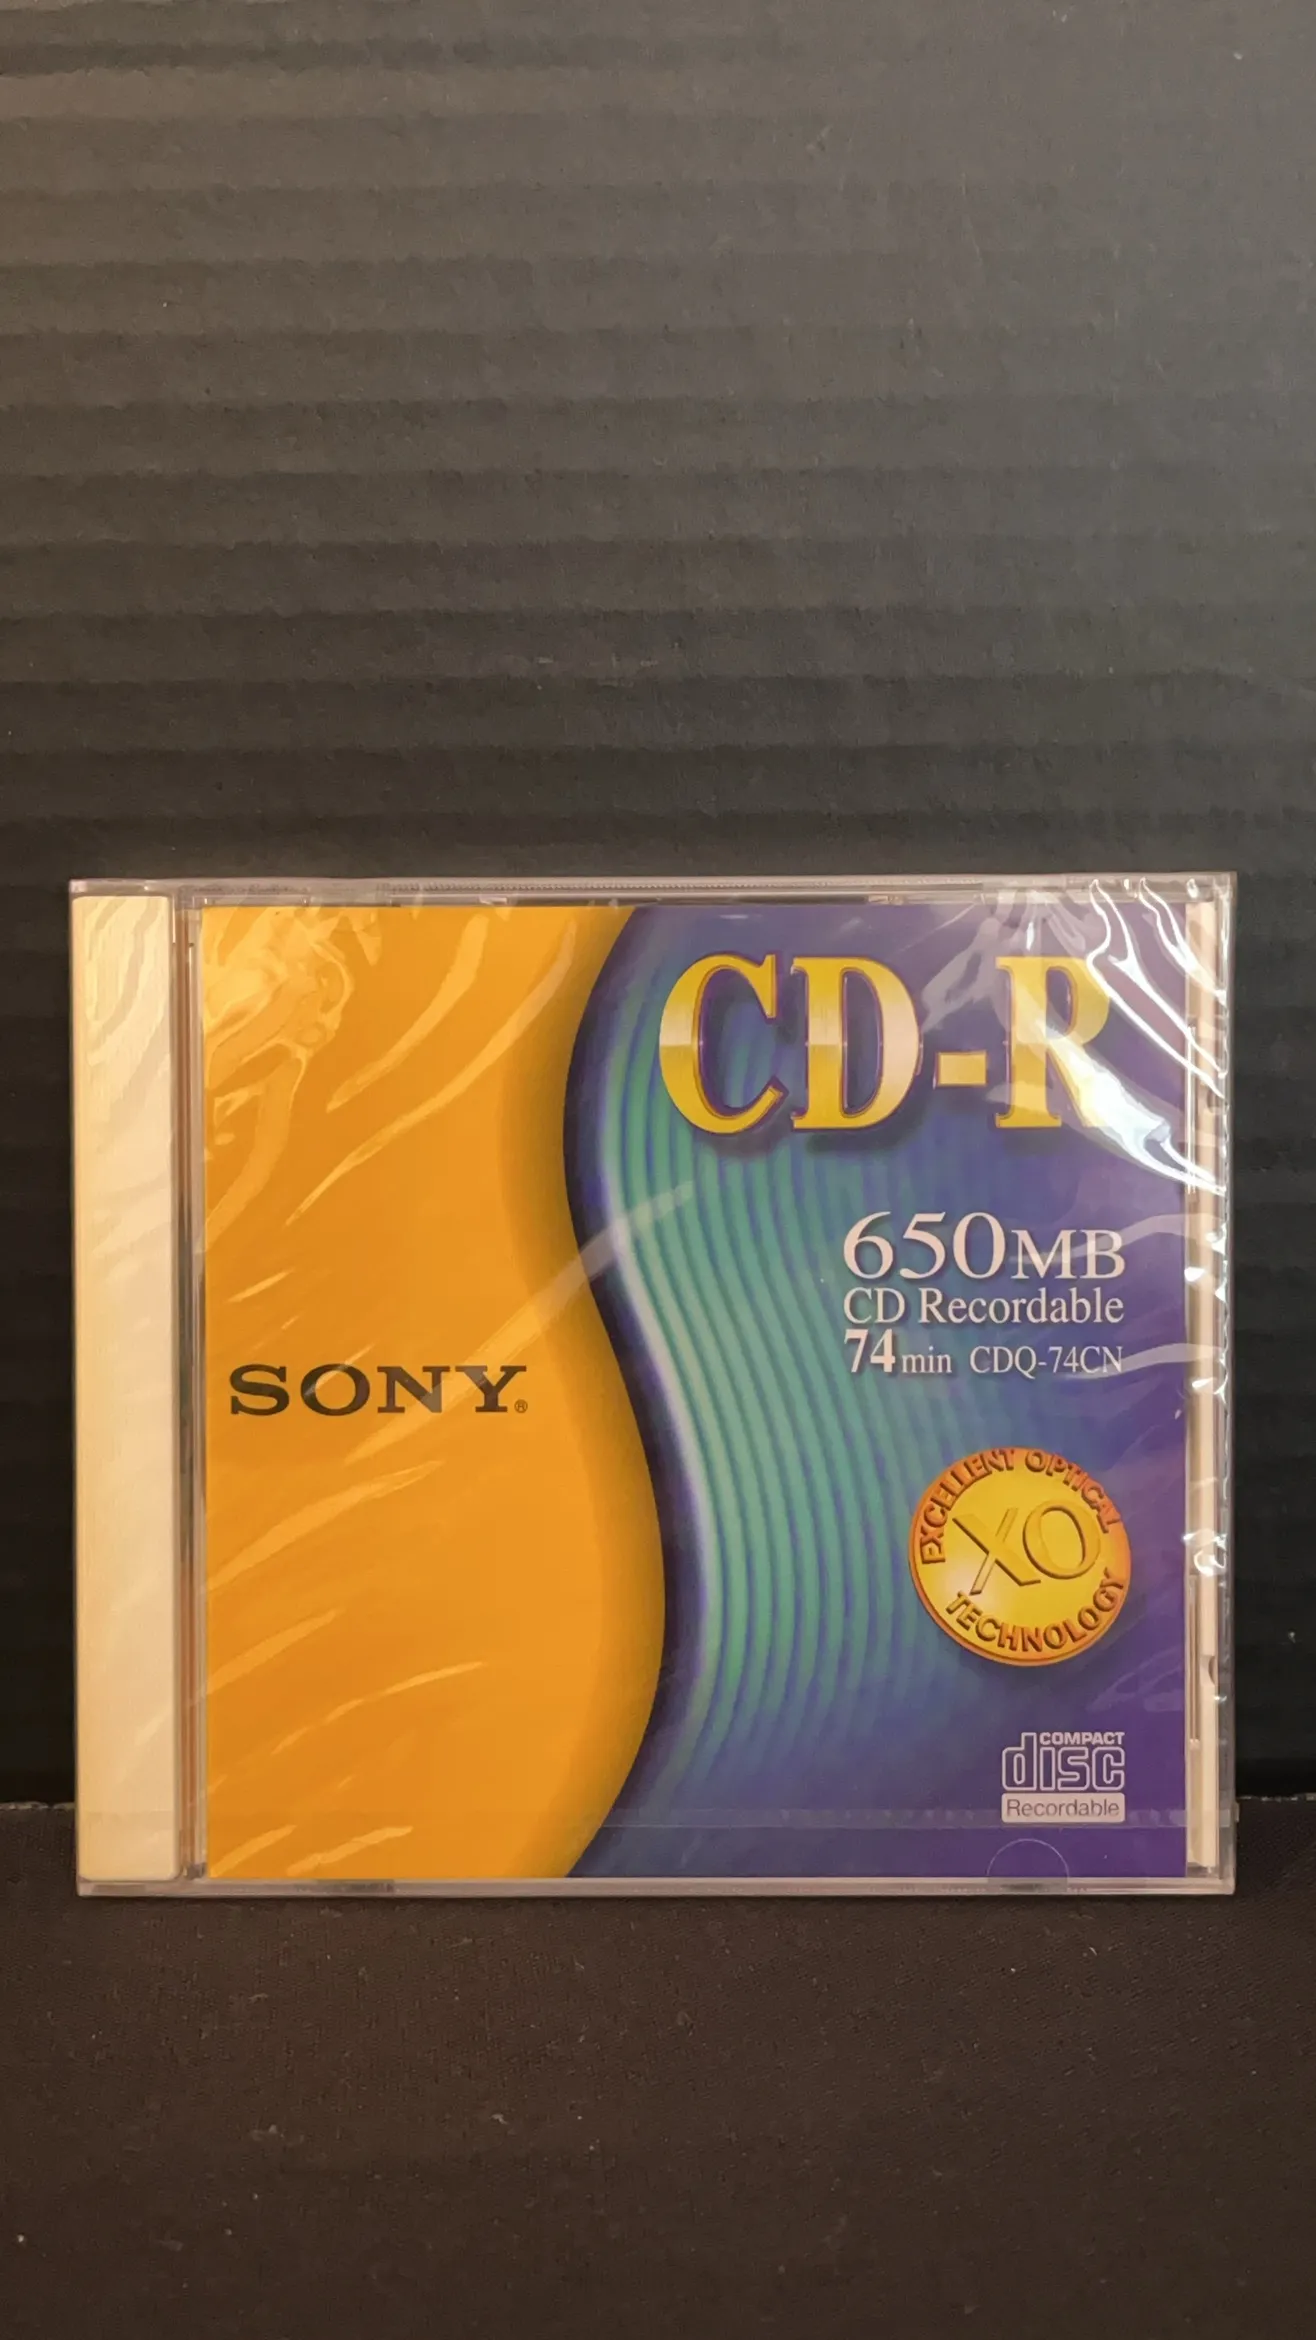 CD-R
650MB
CD Recordable
74min CDQ-74CN
SONY®
EXCELLENT OPTICAL
XO
TECHNOLOGY
COMPACT
disc
Recordable